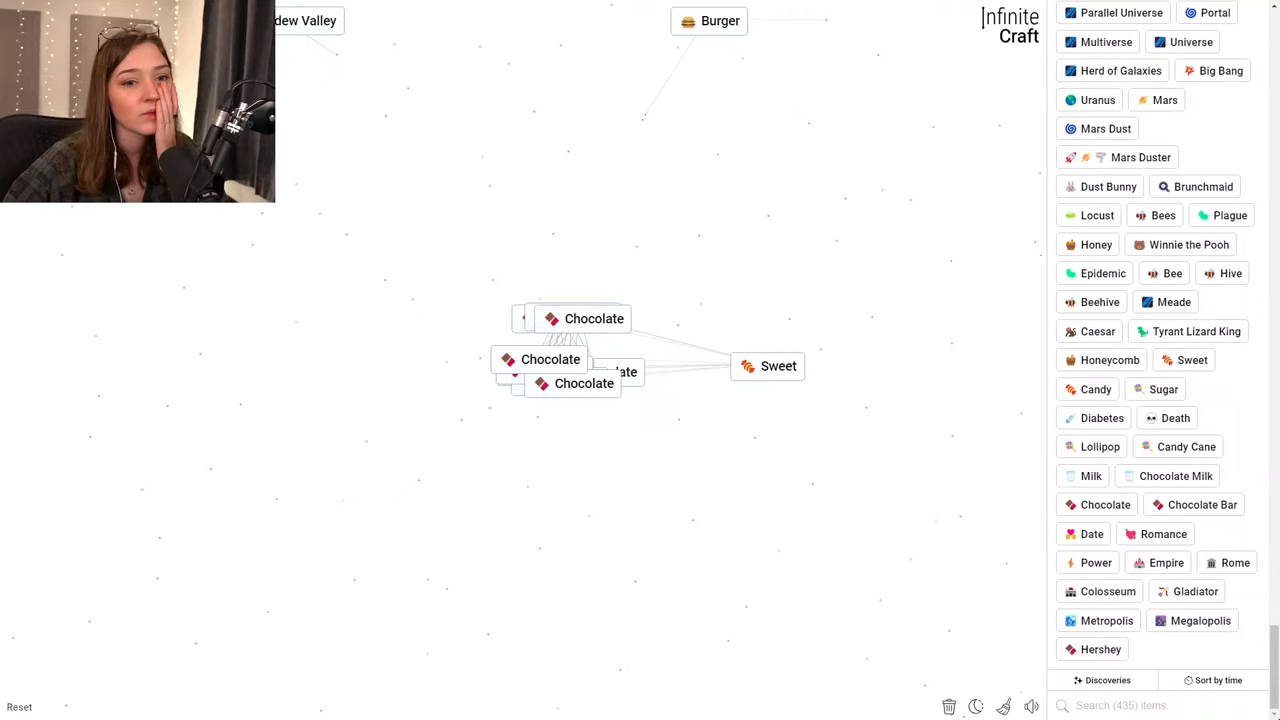 dew Valley
Burger
Infinite
Craft
Chocolate
Chocolate
late
Chocolate
Sweet
Parallel Universe Portal
Multiverse Universe
Herd of Galaxies Big Bang
Uranus Mars
Mars Dust
Mars Duster
Dust Bunny Brunchmaid
Locust Bees Plague
Honey Winnie the Pooh
Epidemic Bee Hive
Beehive Meade
Caesar Tyrant Lizard King
Honeycomb Sweet
Candy Sugar
Diabetes Death
Lollipop Candy Cane
Milk Chocolate Milk
Chocolate Chocolate Bar
Date Romance
Power Empire Rome
Colosseum Gladiator
Metropolis Megalopolis
Hershey
Discoveries Sort by time
Reset
Search (435) items...